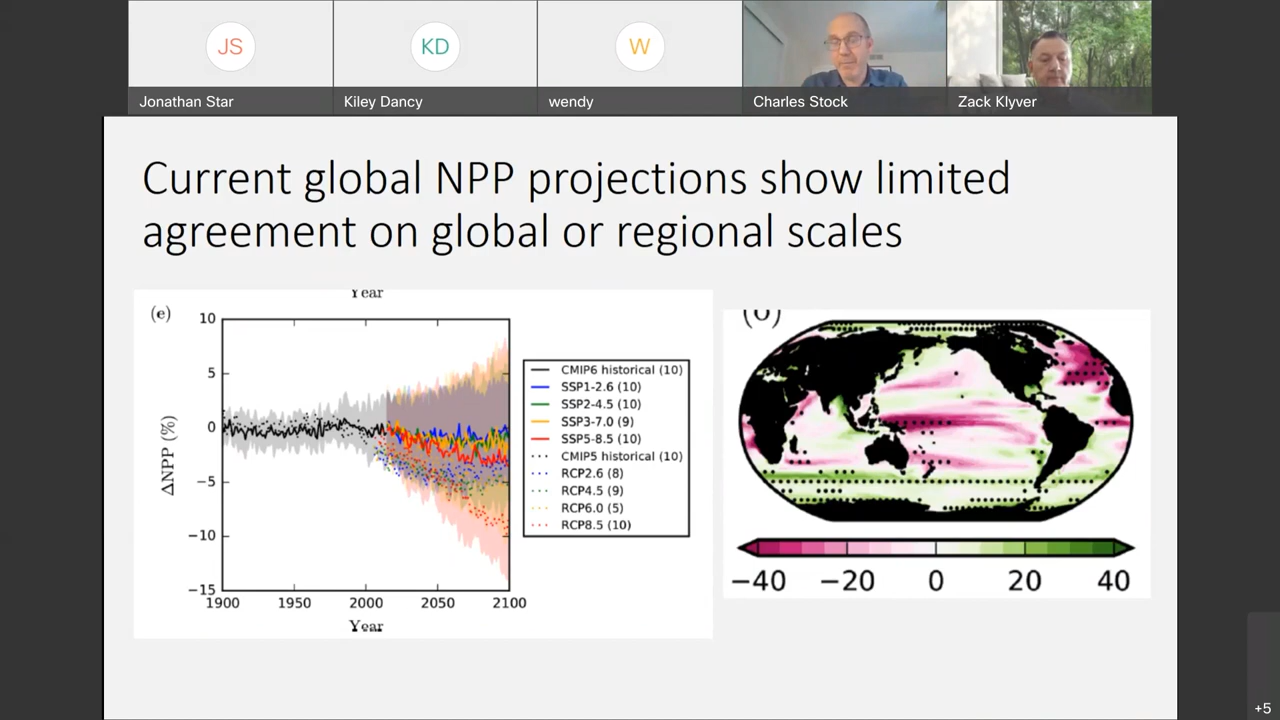 JS
KD
W
Jonathan Star
Kiley Dancy
wendy
Charles Stock
Zack Klyver
Current global NPP projections show limited
agreement on global or regional scales
Year
(e)
10
5
0
−5
−10
−15
ΔNPP (%)
1900
1950
2000
2050
2100
Year
CMIP6 historical (10)
SSP1-2.6 (10)
SSP2-4.5 (10)
SSP3-7.0 (9)
SSP5-8.5 (10)
CMIP5 historical (10)
RCP2.6 (8)
RCP4.5 (9)
RCP6.0 (5)
RCP8.5 (10)
−40
−20
0
20
40
+5